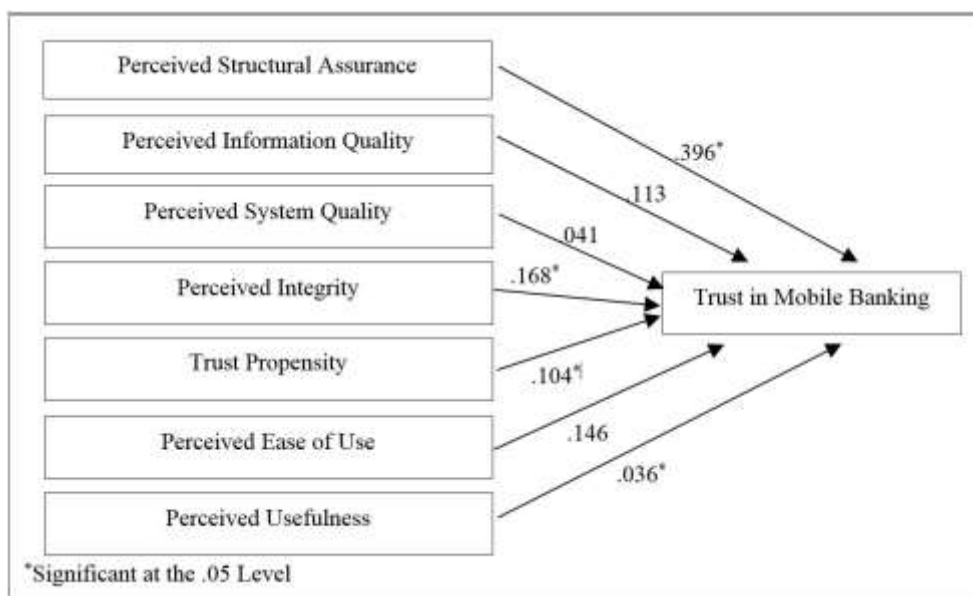 Perceived Structural Assurance
Perceived Information Quality
Perceived System Quality
Perceived Integrity
Trust Propensity
Perceived Ease of Use
Perceived Usefulness
.396*
.113
.041
.168*
.104*
.146
.036*
Trust in Mobile Banking
*Significant at the .05 Level